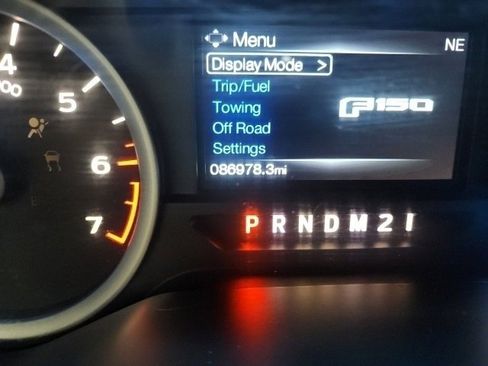 Menu
NE
Display Mode >
Trip/Fuel
Towing
F150
Off Road
Settings
086978.3mi
4
5
6
7
P R N D M 2 1